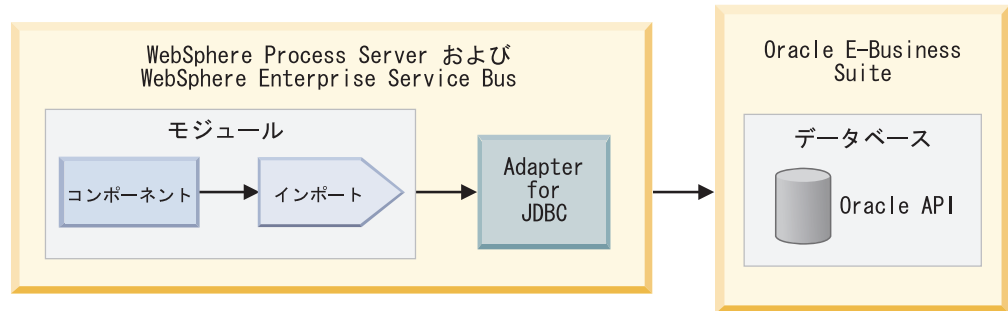 WebSphere Process Server および
WebSphere Enterprise Service Bus
モジュール
コンポーネント
インポート
Adapter
for
JDBC
Oracle E-Business
Suite
データベース
Oracle API